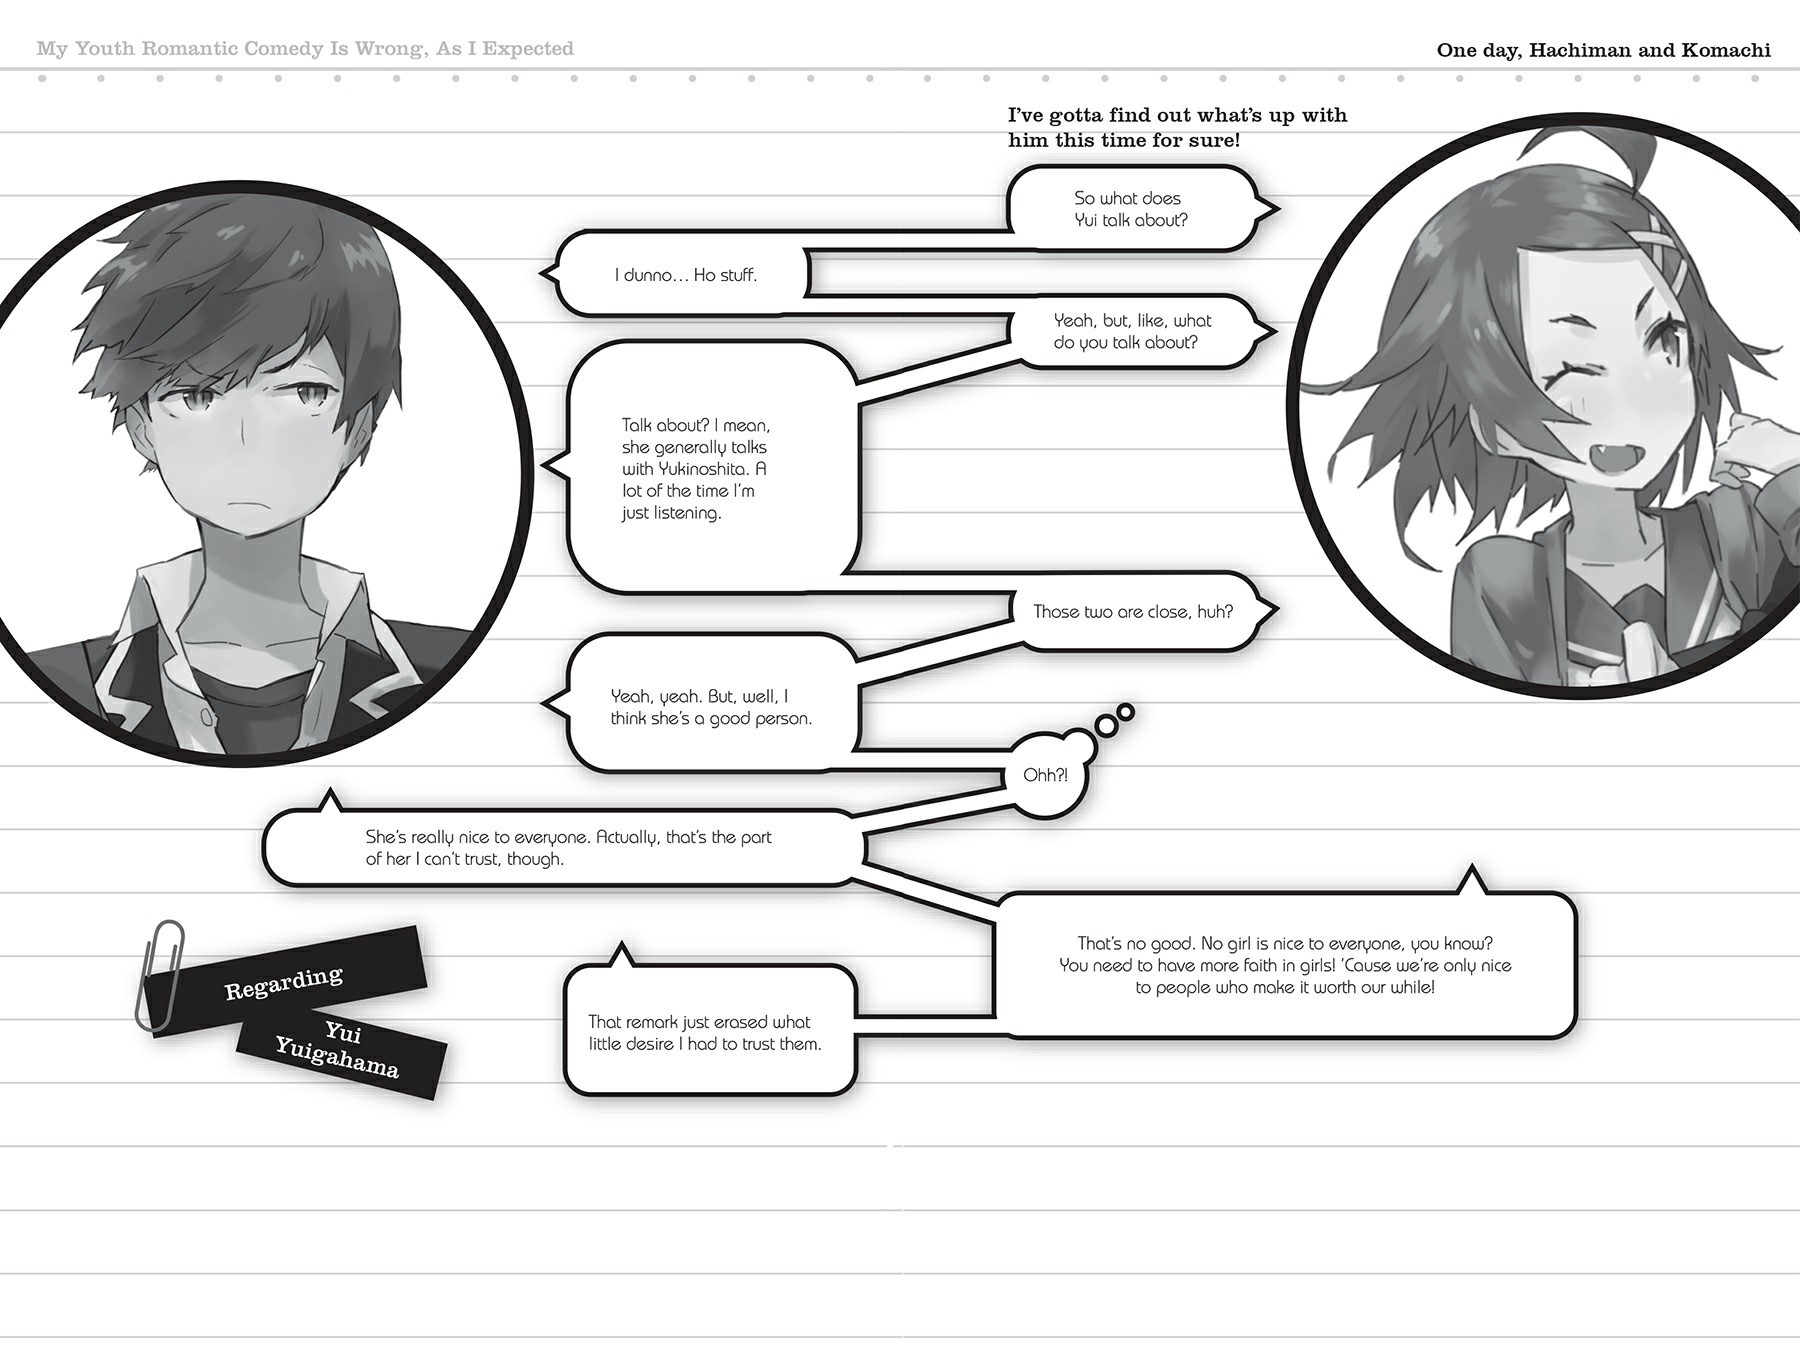 My Youth Romantic Comedy Is Wrong, As I Expected
One day, Hachiman and Komachi
I've gotta find out what's up with
him this time for sure!
So what does
Yui talk about?
I dunno... Ho stuff.
Yeah, but, like, what
do you talk about?
Talk about? I mean,
she generally talks
with Yukinoshita. A
lot of the time I'm
just listening.
Those two are close, huh?
Yeah, yeah. But, well, I
think she's a good person.
Ohh?!
She's really nice to everyone. Actually, that's the part
of her I can't trust, though.
That's no good. No girl is nice to everyone, you know?
You need to have more faith in girls! 'Cause we're only nice
to people who make it worth our while!
That remark just erased what
little desire I had to trust them.
Regarding
Yui
Yuigahama